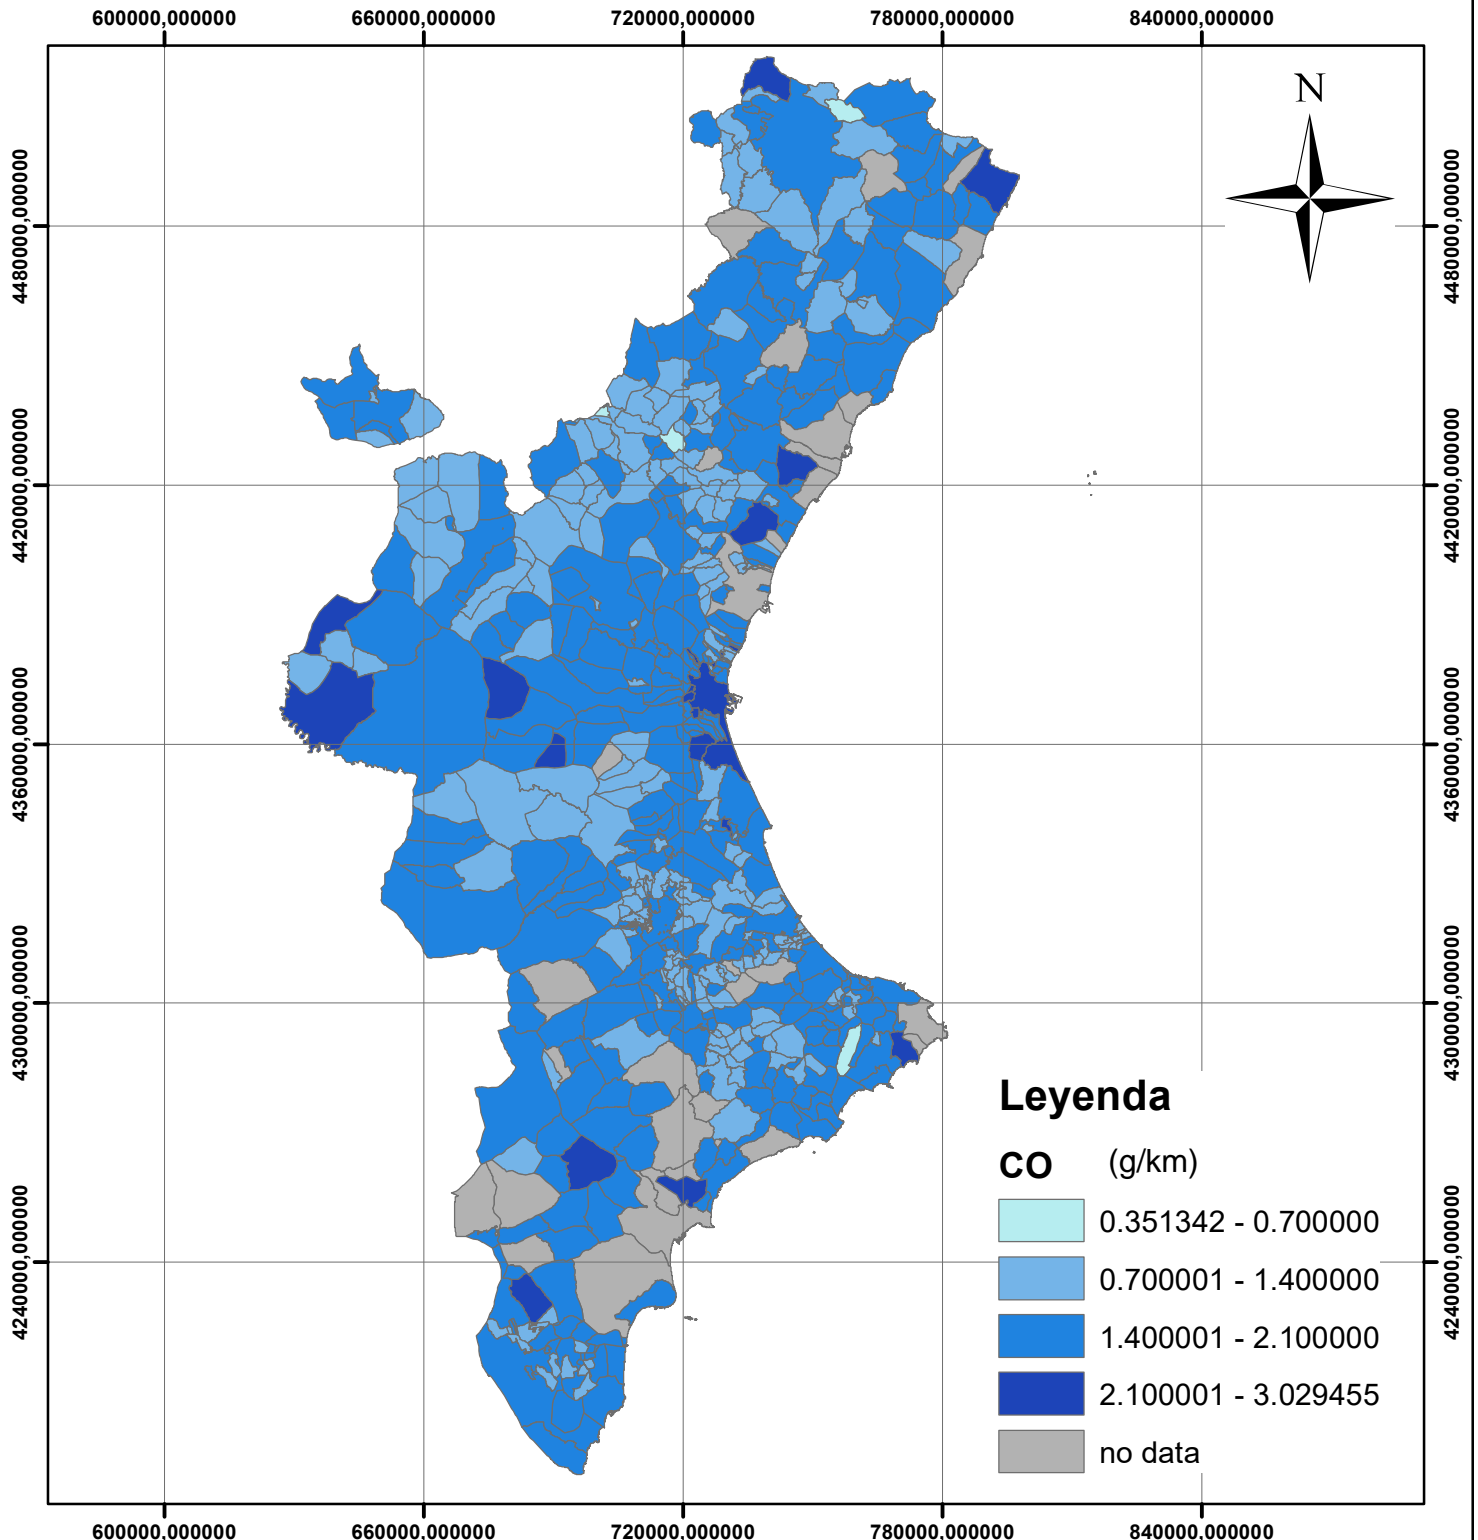 600000,000000 660000,000000 720000,000000 780000,000000 840000,000000
N
4480000,000000 4480000,000000
4420000,000000 4420000,000000
4360000,000000 4360000,000000
4300000,000000 4300000,000000
4240000,000000 4240000,000000
Leyenda
CO (g/km)
0.351342 - 0.700000
0.700001 - 1.400000
1.400001 - 2.100000
2.100001 - 3.029455
no data
600000,000000 660000,000000 720000,000000 780000,000000 840000,000000